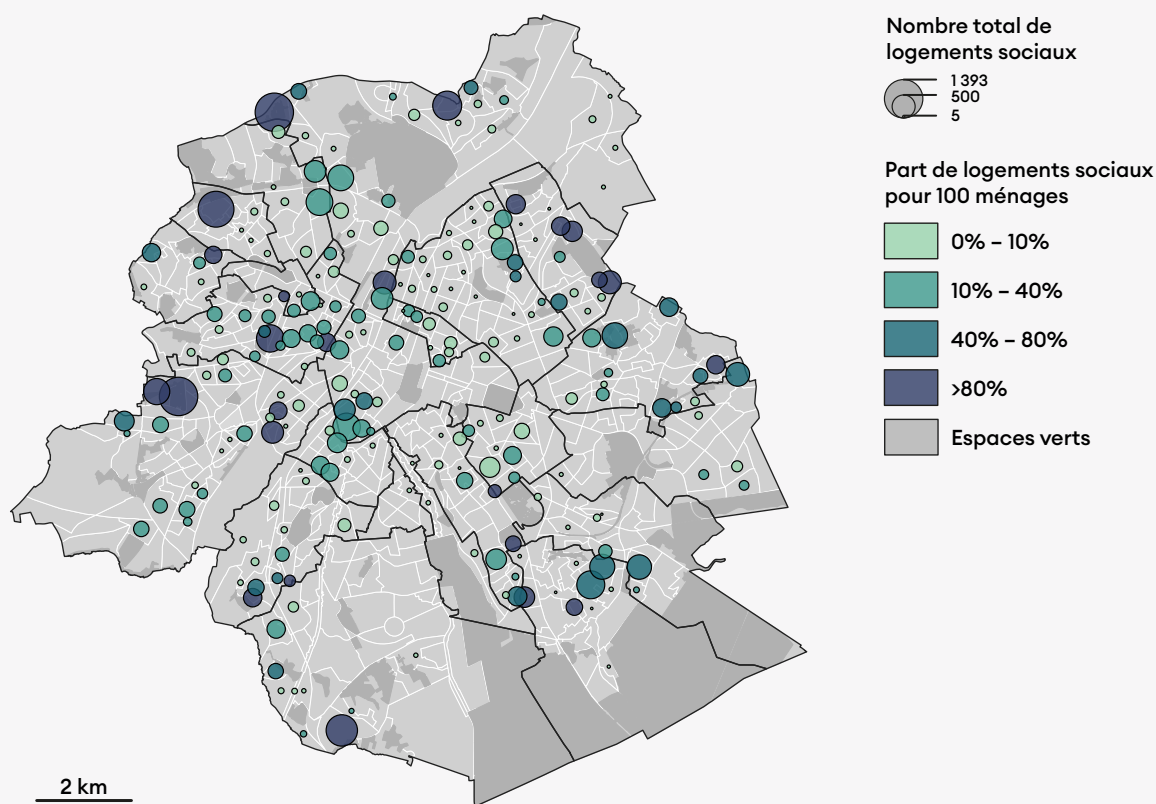 Nombre total de
logements sociaux
1 393
500
5
Part de logements sociaux
pour 100 ménages
0% – 10%
10% – 40%
40% – 80%
>80%
Espaces verts
2 km